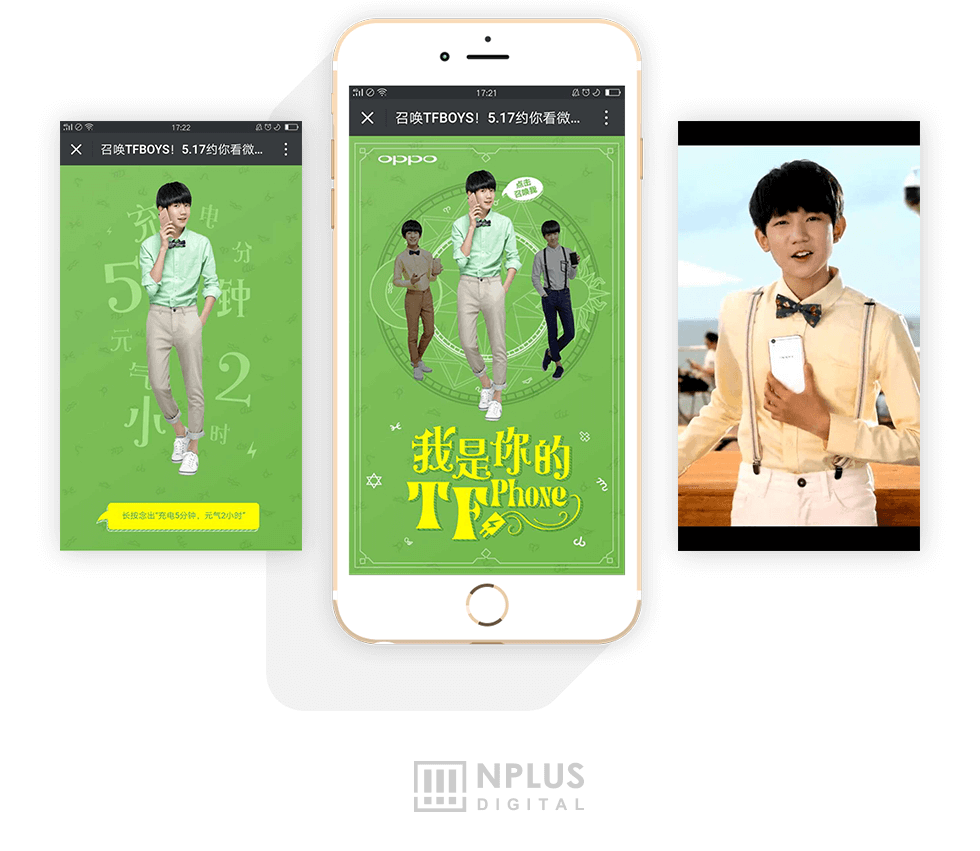 17:22
召唤TFBOYS！5.17约你看微...
充电
5分钟
元气2
小时
长按念出“充电5分钟，元气2小时”
17:21
召唤TFBOYS！5.17约你看微...
oppo
点击
召唤我
我是你的
TFPhone
NPLUS
DIGITAL